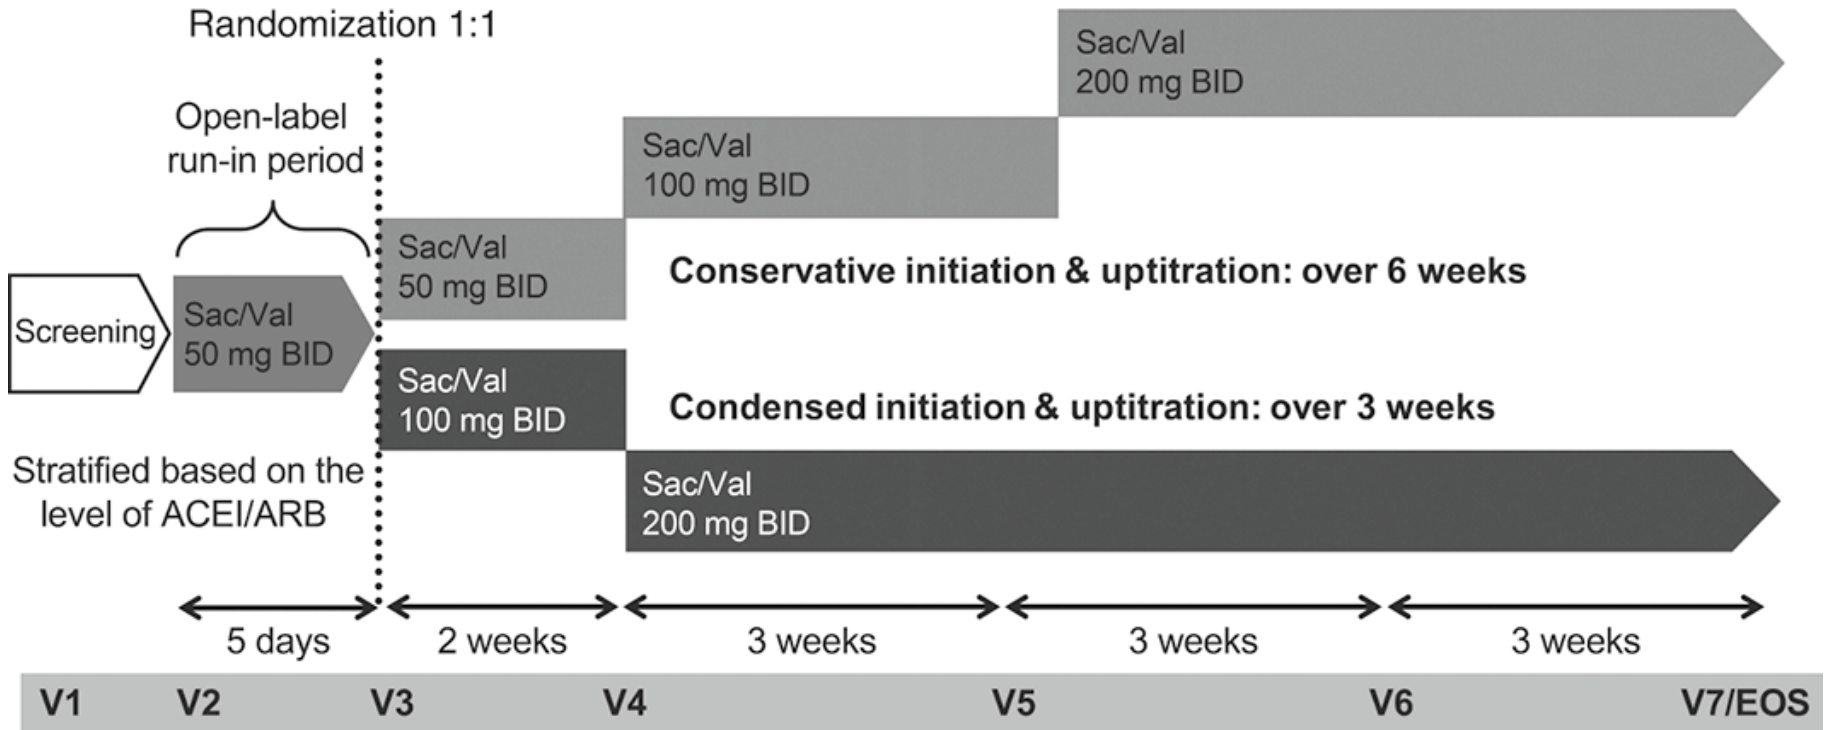 Randomization 1:1
Open-label
run-in period
Sac/Val
200 mg BID
Sac/Val
100 mg BID
Sac/Val
50 mg BID
Conservative initiation & uptitration: over 6 weeks
Screening
Sac/Val
50 mg BID
Sac/Val
100 mg BID
Condensed initiation & uptitration: over 3 weeks
Stratified based on the
level of ACEI/ARB
Sac/Val
200 mg BID
5 days
2 weeks
3 weeks
3 weeks
3 weeks
V1
V2
V3
V4
V5
V6
V7/EOS